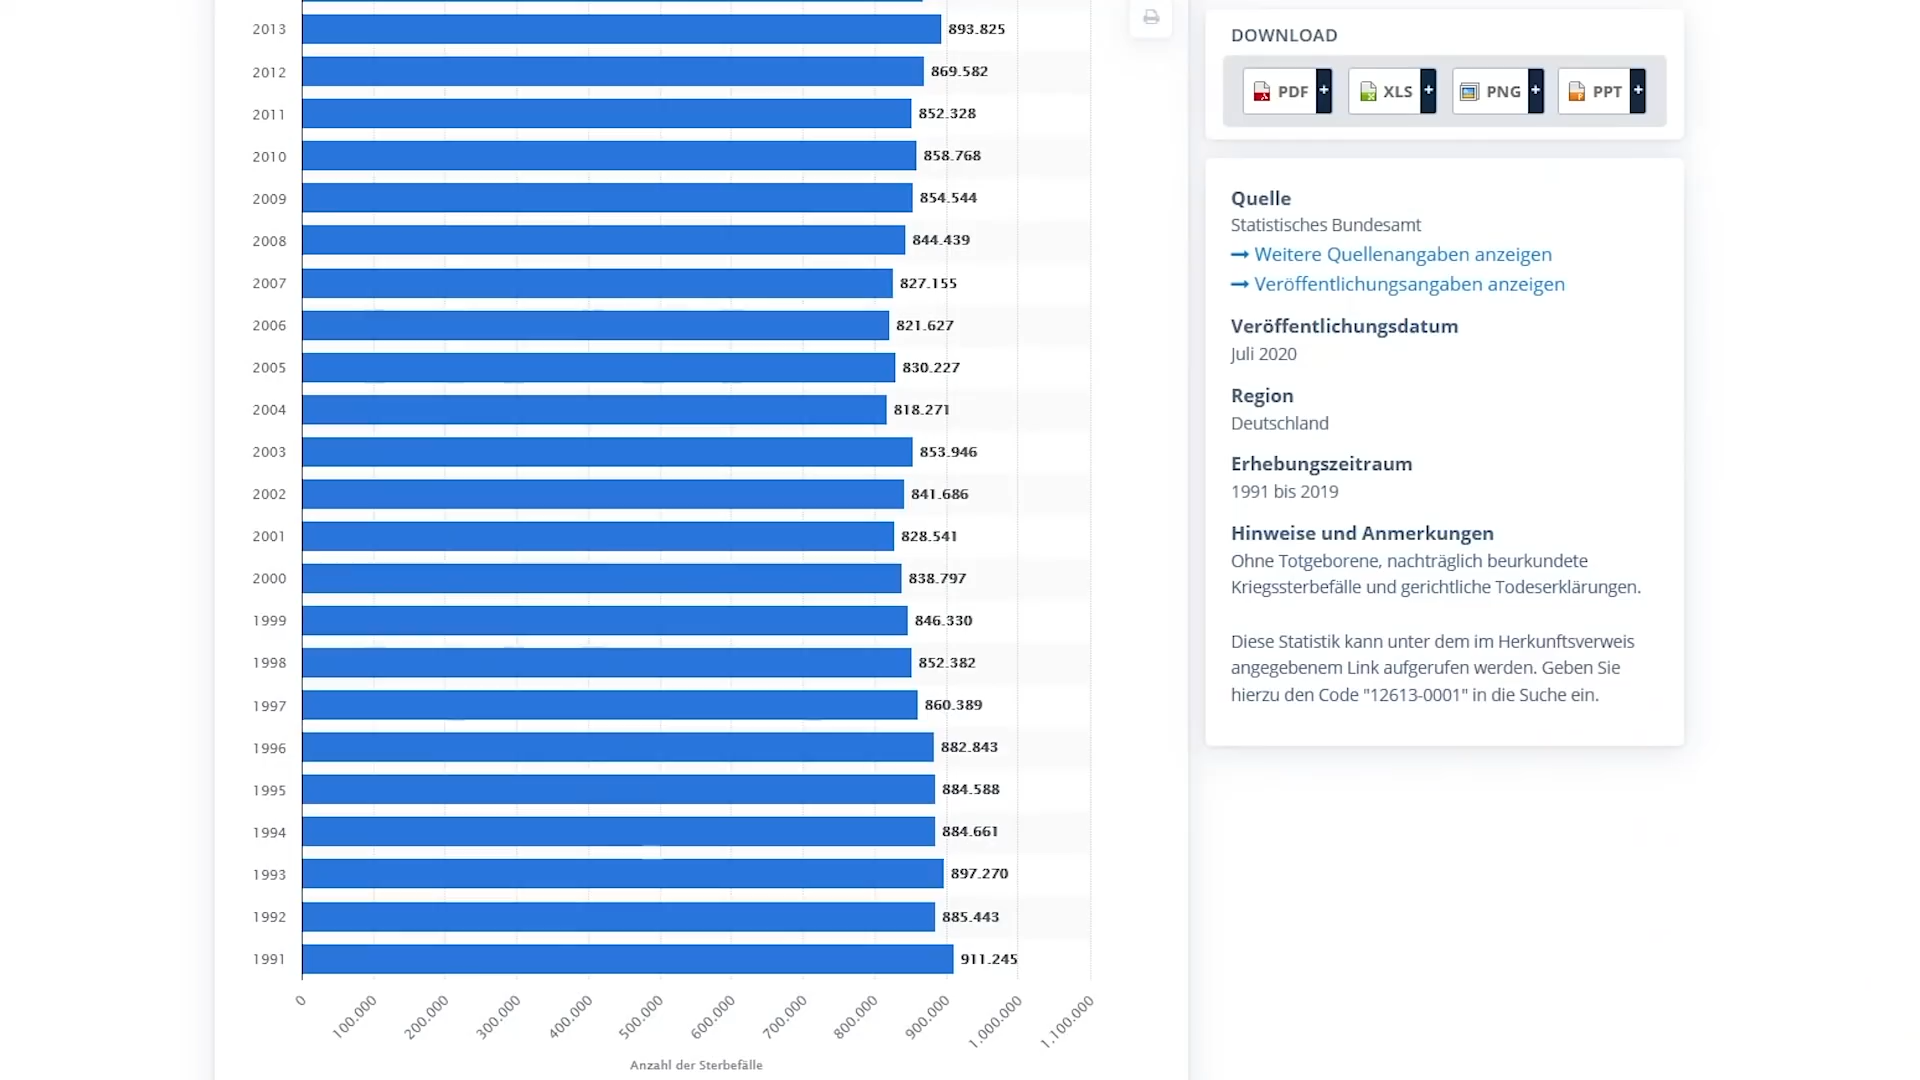 2013 893.825
2012 869.582
2011 852.328
2010 858.768
2009 854.544
2008 844.439
2007 827.155
2006 821.627
2005 830.227
2004 818.271
2003 853.946
2002 841.686
2001 828.541
2000 838.797
1999 846.330
1998 852.382
1997 860.389
1996 882.843
1995 884.588
1994 884.661
1993 897.270
1992 885.443
1991 911.245
0 100.000 200.000 300.000 400.000 500.000 600.000 700.000 800.000 900.000 1.000.000 1.100.000
Anzahl der Sterbefälle
DOWNLOAD
PDF + XLS + PNG + PPT +
Quelle
Statistisches Bundesamt
→ Weitere Quellenangaben anzeigen
→ Veröffentlichungsangaben anzeigen
Veröffentlichungsdatum
Juli 2020
Region
Deutschland
Erhebungszeitraum
1991 bis 2019
Hinweise und Anmerkungen
Ohne Totgeborene, nachträglich beurkundete
Kriegssterbefälle und gerichtliche Todeserklärungen.
Diese Statistik kann unter dem im Herkunftsverweis
angegebenem Link aufgerufen werden. Geben Sie
hierzu den Code "12613-0001" in die Suche ein.